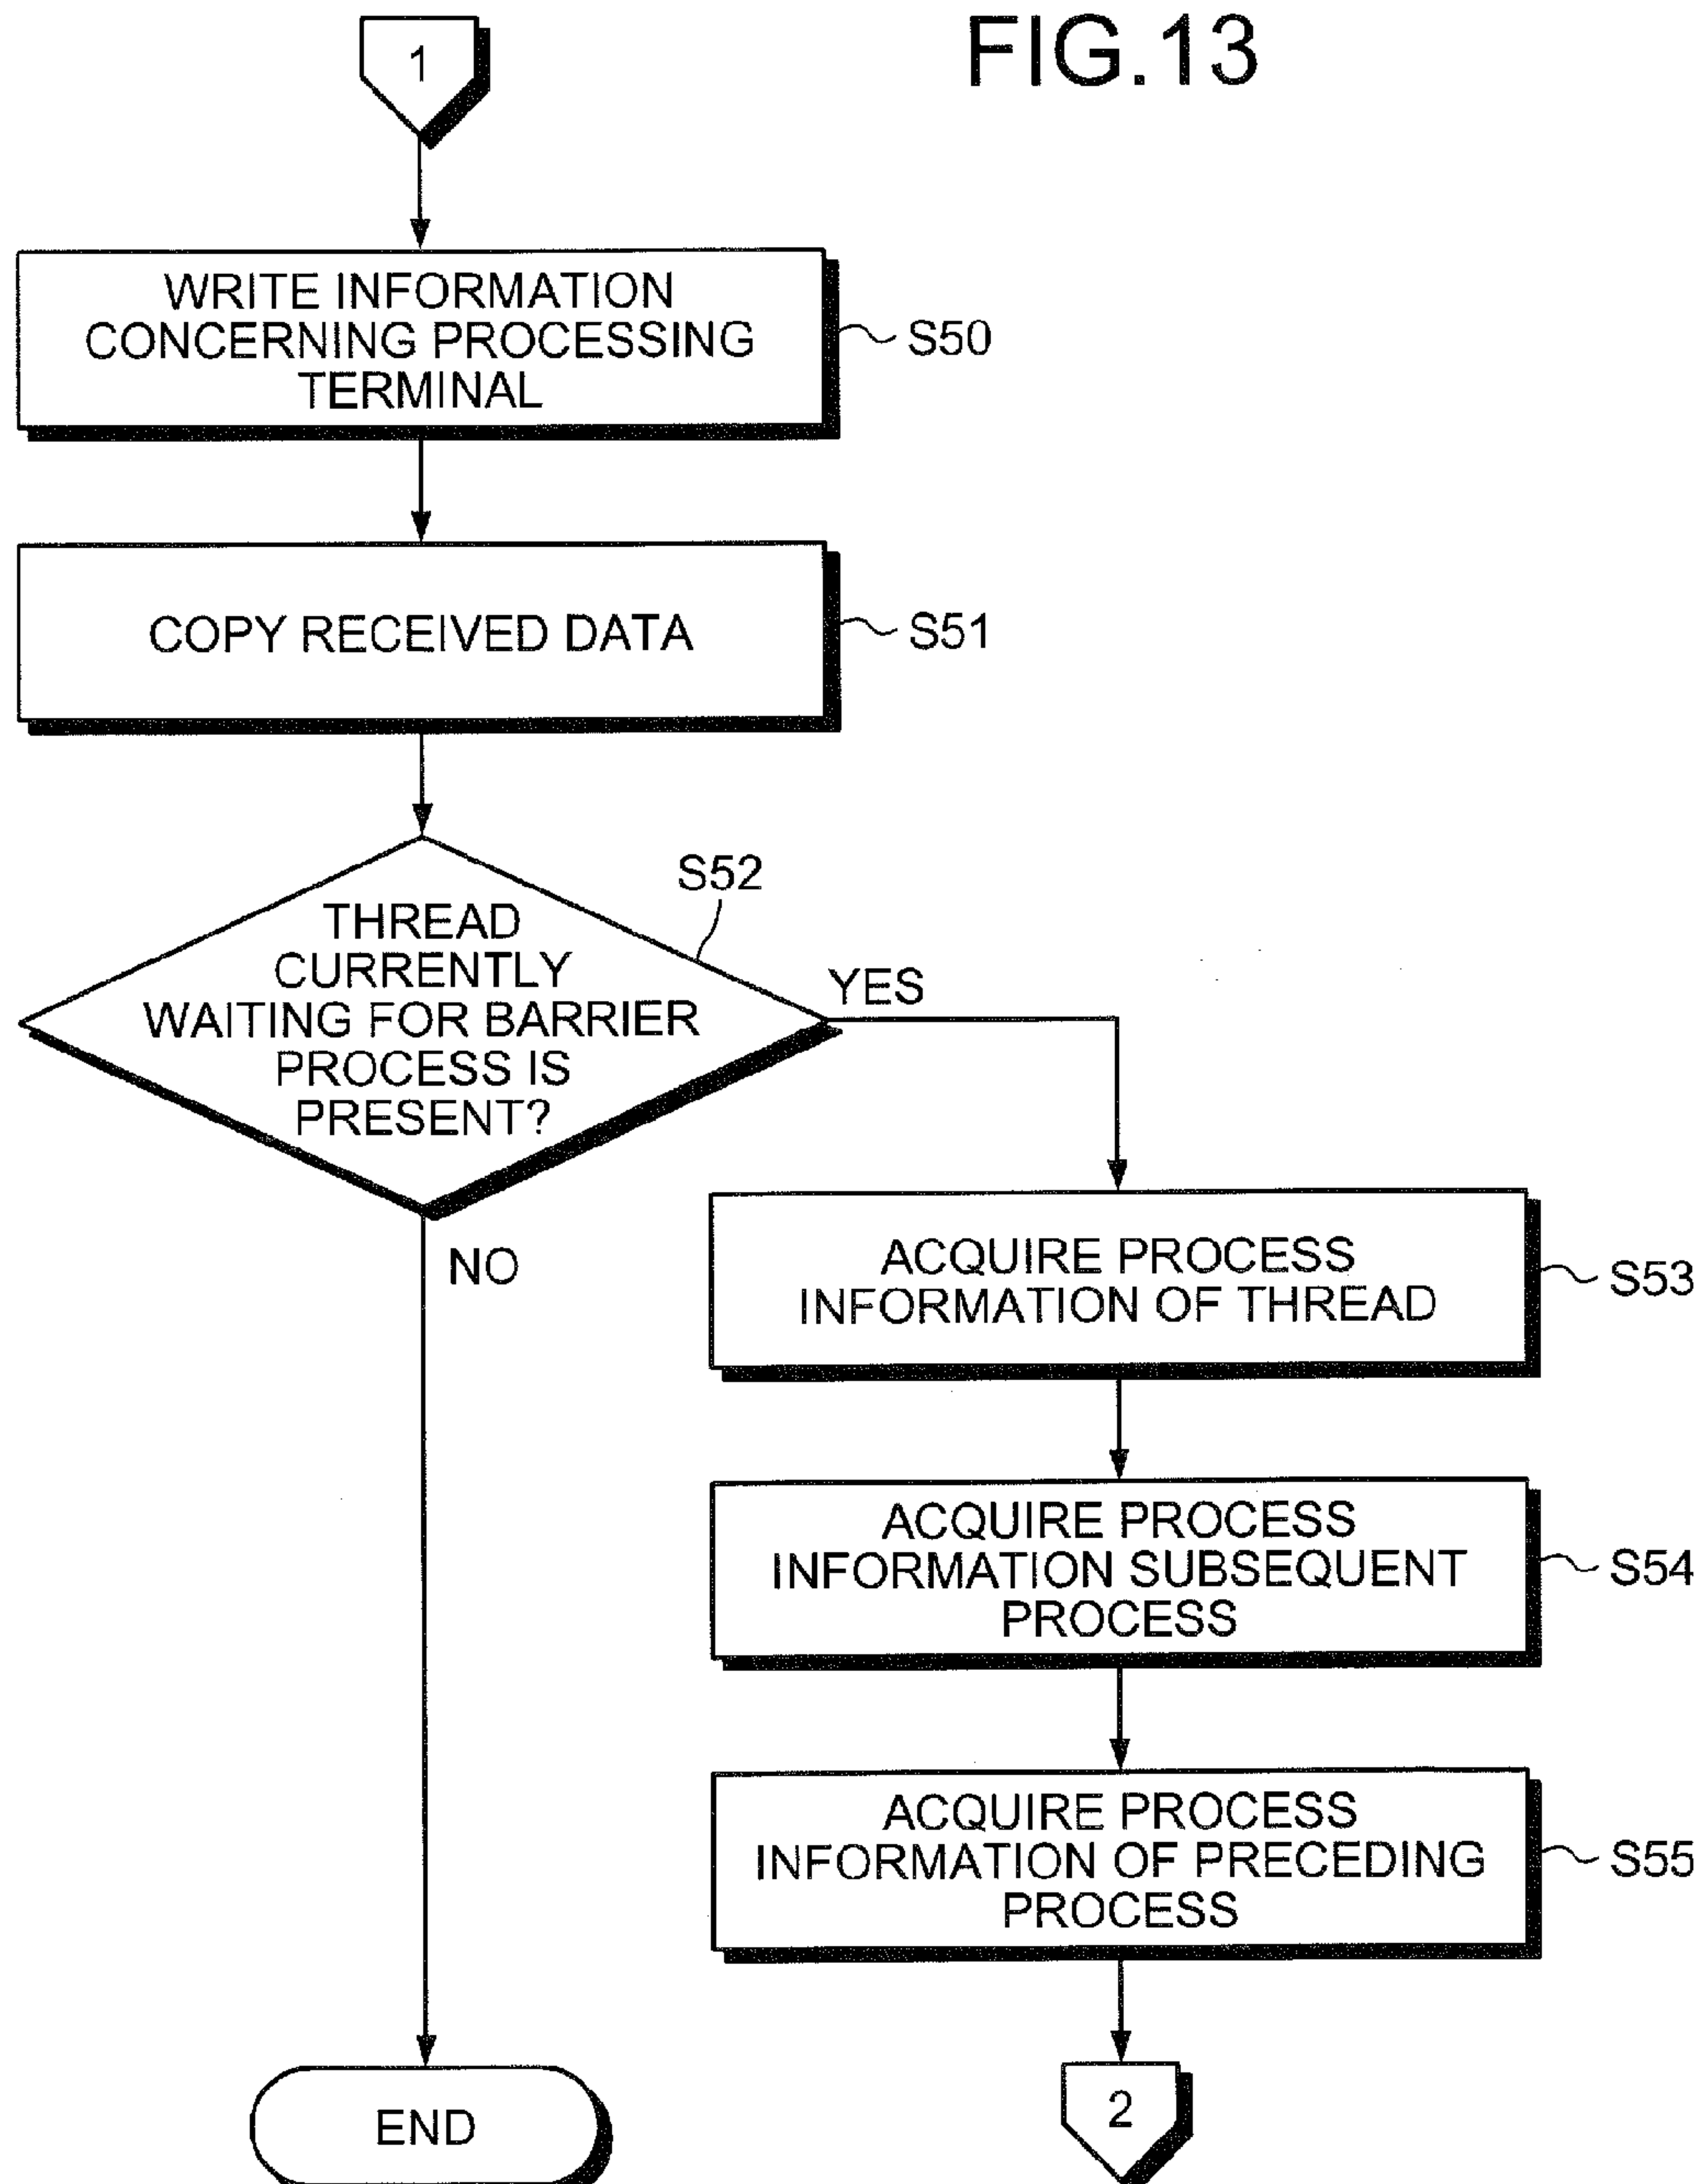 FIG.13
1
WRITE INFORMATION
CONCERNING PROCESSING
TERMINAL
S50
COPY RECEIVED DATA
S51
S52
THREAD
CURRENTLY
WAITING FOR BARRIER
PROCESS IS
PRESENT?
YES
NO
ACQUIRE PROCESS
INFORMATION OF THREAD
S53
ACQUIRE PROCESS
INFORMATION SUBSEQUENT
PROCESS
S54
ACQUIRE PROCESS
INFORMATION OF PRECEDING
PROCESS
S55
END
2